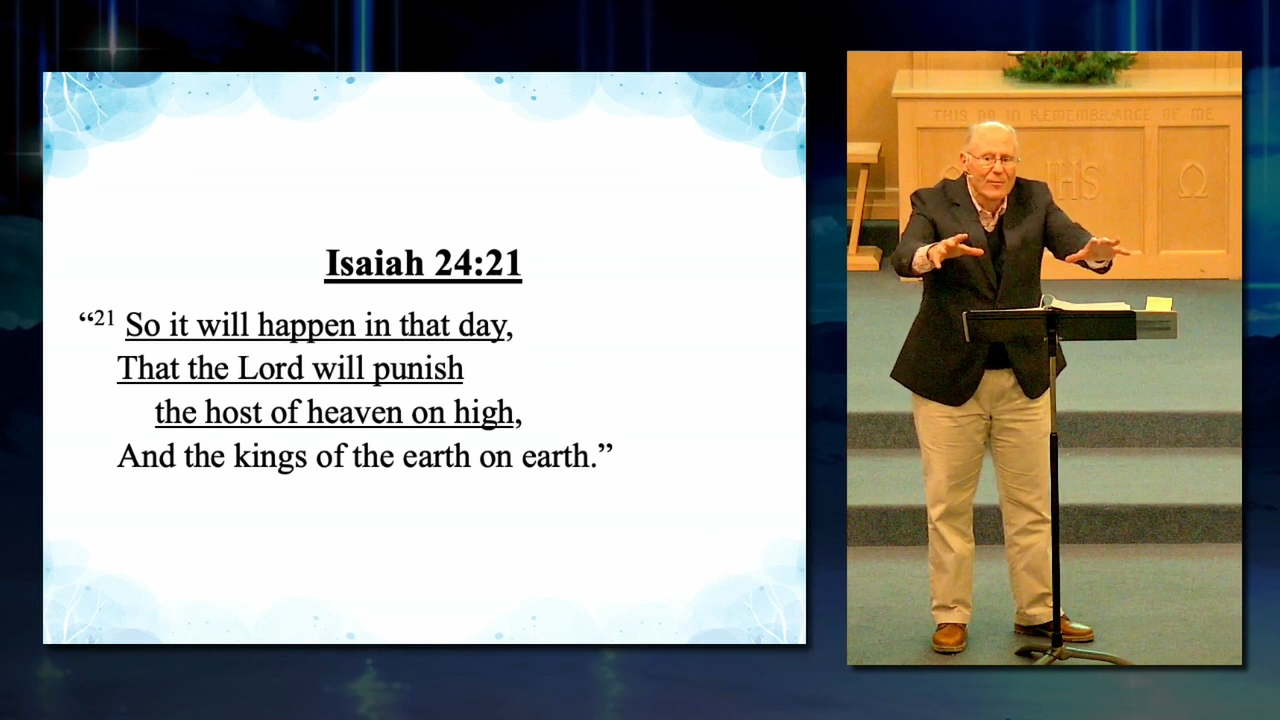 Isaiah 24:21
“21 So it will happen in that day,
That the Lord will punish
the host of heaven on high,
And the kings of the earth on earth.”
THIS DO IN REMEMBRANCE OF ME
IHS Ω